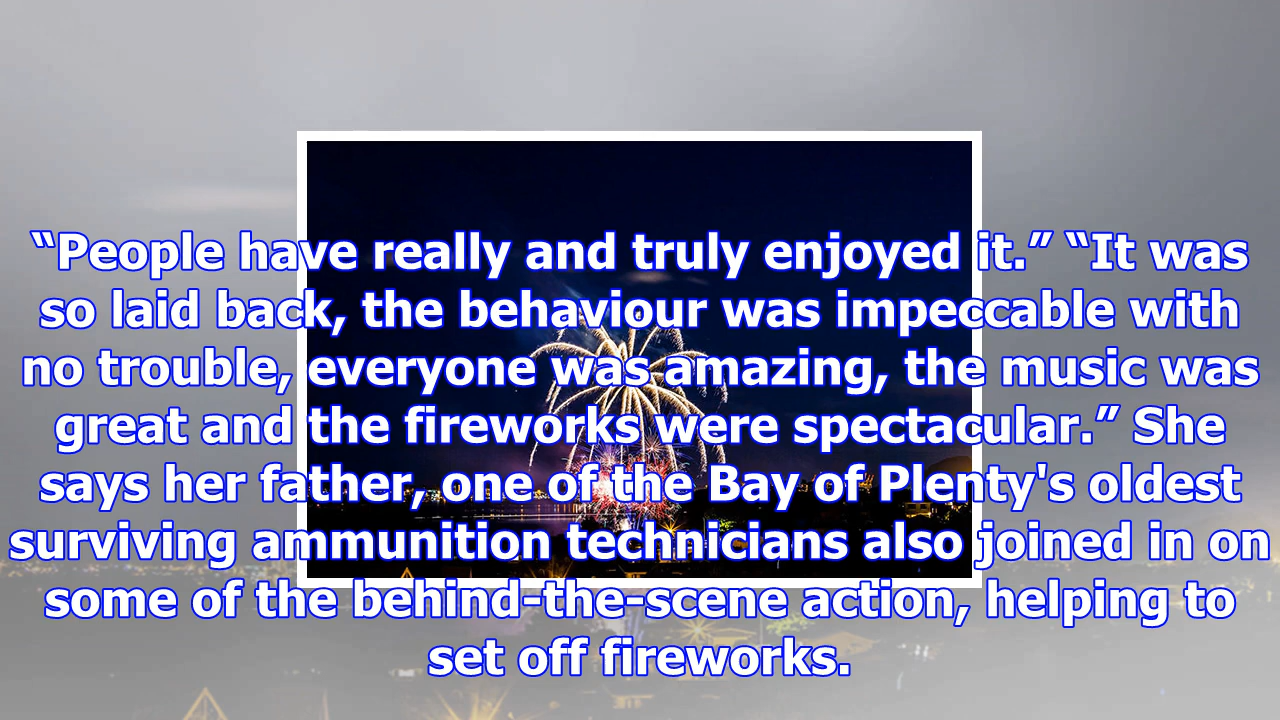 “People have really and truly enjoyed it.” “It was
so laid back, the behaviour was impeccable with
no trouble, everyone was amazing, the music was
great and the fireworks were spectacular.” She
says her father, one of the Bay of Plenty's oldest
surviving ammunition technicians also joined in on
some of the behind-the-scene action, helping to
set off fireworks.